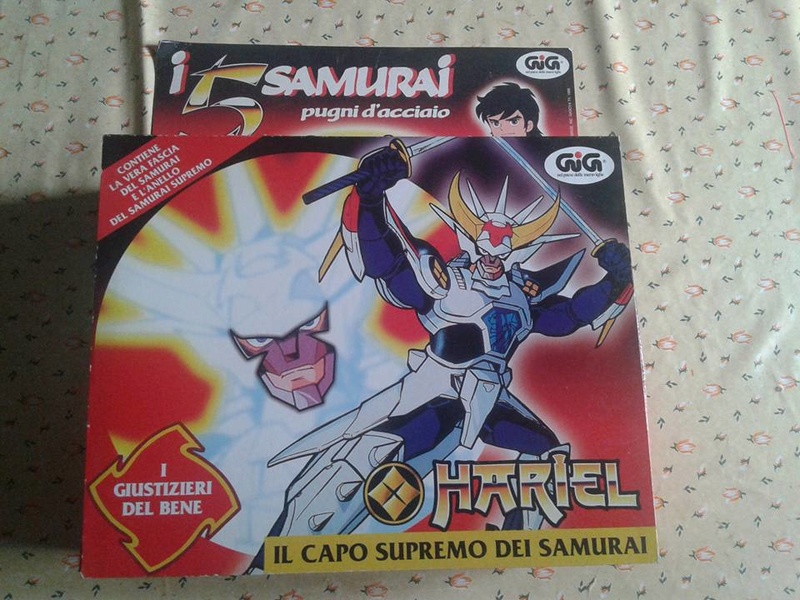 i 5 SAMURAi
pugni d'acciaio
GiG
CONTIENE
LA VERA FASCIA
DEL SAMURAI
E L'ANELLO
DEL SAMURAI SUPREMO
GiG
I
GIUSTIZIERI
DEL BENE
HARIEL
IL CAPO SUPREMO DEI SAMURAI